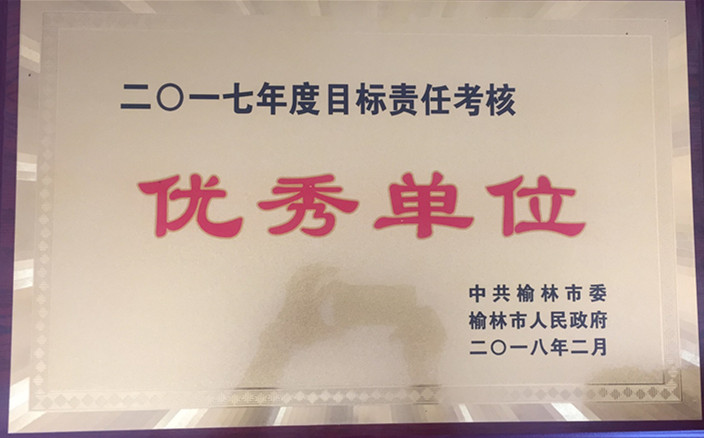 二〇一七年度目标责任考核
优秀单位
中共榆林市委
榆林市人民政府
二〇一八年二月